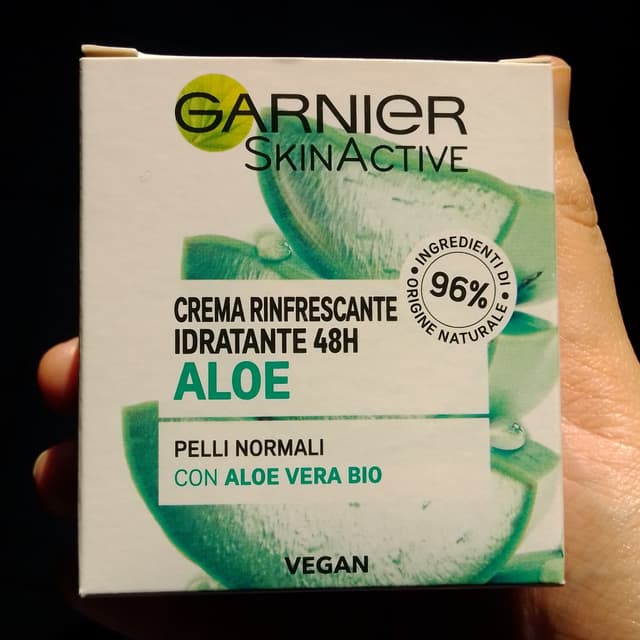 GARNIER
SKINACTIVE
INGREDIENTI DI
96%
ORIGINE NATURALE
CREMA RINFRESCANTE
IDRATANTE 48H
ALOE
PELLI NORMALI
CON ALOE VERA BIO
VEGAN